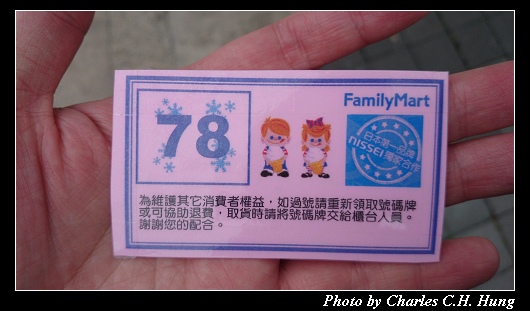 FamilyMart
78
日本第一品牌
NISSEI
獨家合作
為維護其它消費者權益，如過號請重新領取號碼牌
或可協助退費，取貨時請將號碼牌交給櫃台人員。
謝謝您的配合。
Photo by Charles C.H. Hung